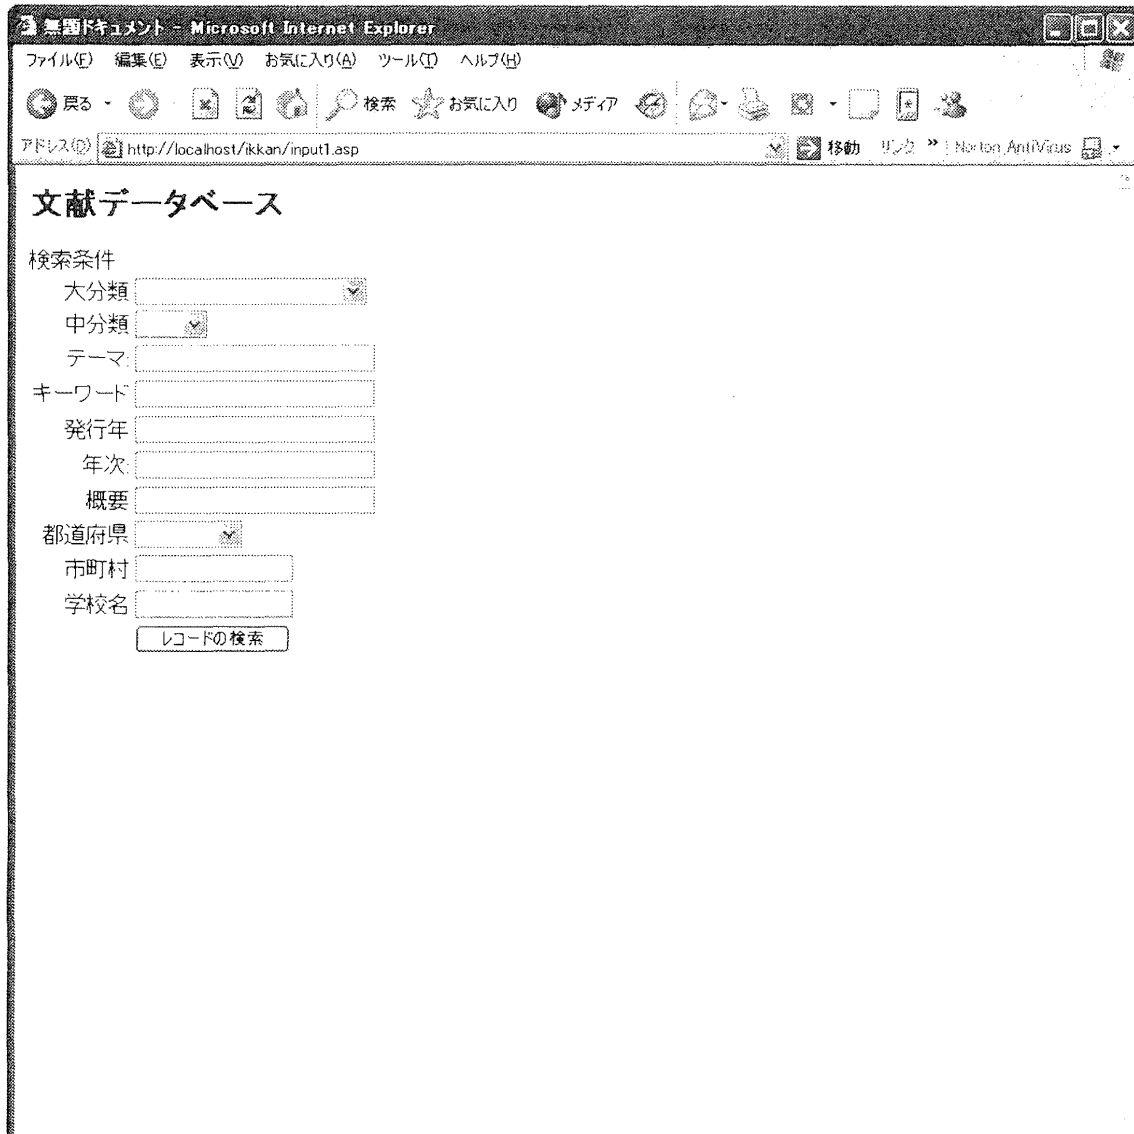 無題ドキュメント - Microsoft Internet Explorer
ファイル(F) 編集(E) 表示(V) お気に入り(A) ツール(T) ヘルプ(H)
戻る 検索 お気に入り メディア
アドレス(D) http://localhost/ikkan/input1.asp 移動 リンク » Norton AntiVirus
文献データベース
検索条件
大分類
中分類
テーマ:
キーワード
発行年
年次:
概要
都道府県
市町村
学校名
レコードの検索